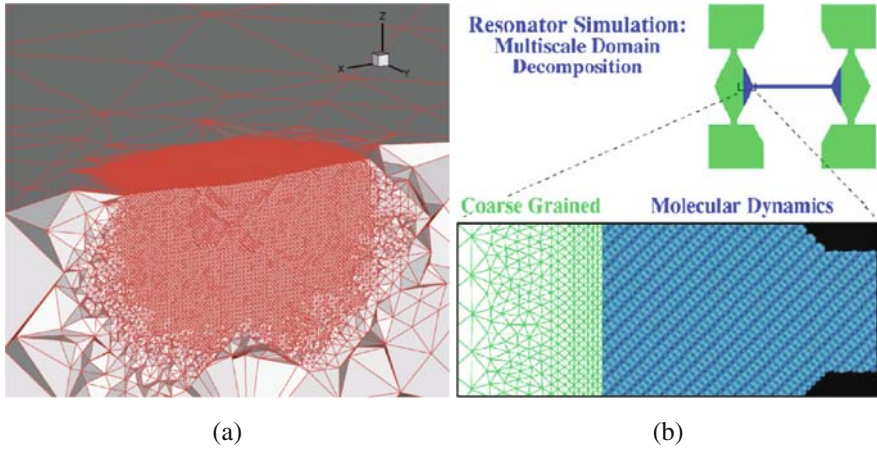 Z
X
Y
Resonator Simulation:
Multiscale Domain
Decomposition
Coarse Grained
Molecular Dynamics
(a)
(b)